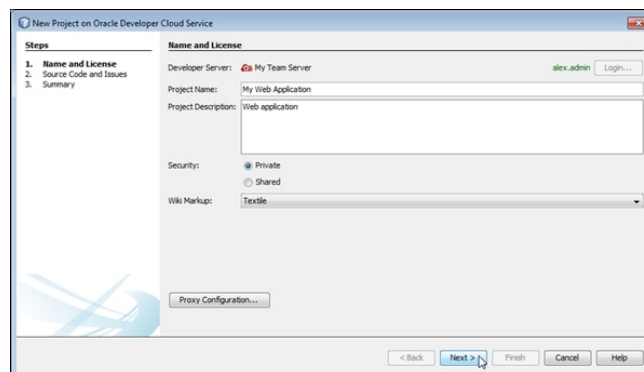 New Project on Oracle Developer Cloud Service
Steps
1. Name and License
2. Source Code and Issues
3. Summary
Name and License
Developer Server: My Team Server alex.admin Login...
Project Name: My Web Application
Project Description: Web application
Security: Private
Shared
Wiki Markup: Textile
Proxy Configuration...
< Back Next > Finish Cancel Help